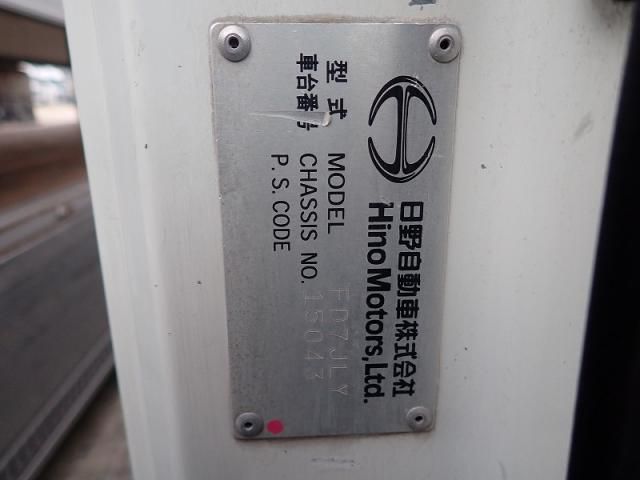 日野自動車株式会社
Hino Motors, Ltd.
型式 MODEL FD7JLY
車台番号 CHASSIS NO. 15043
P. S. CODE